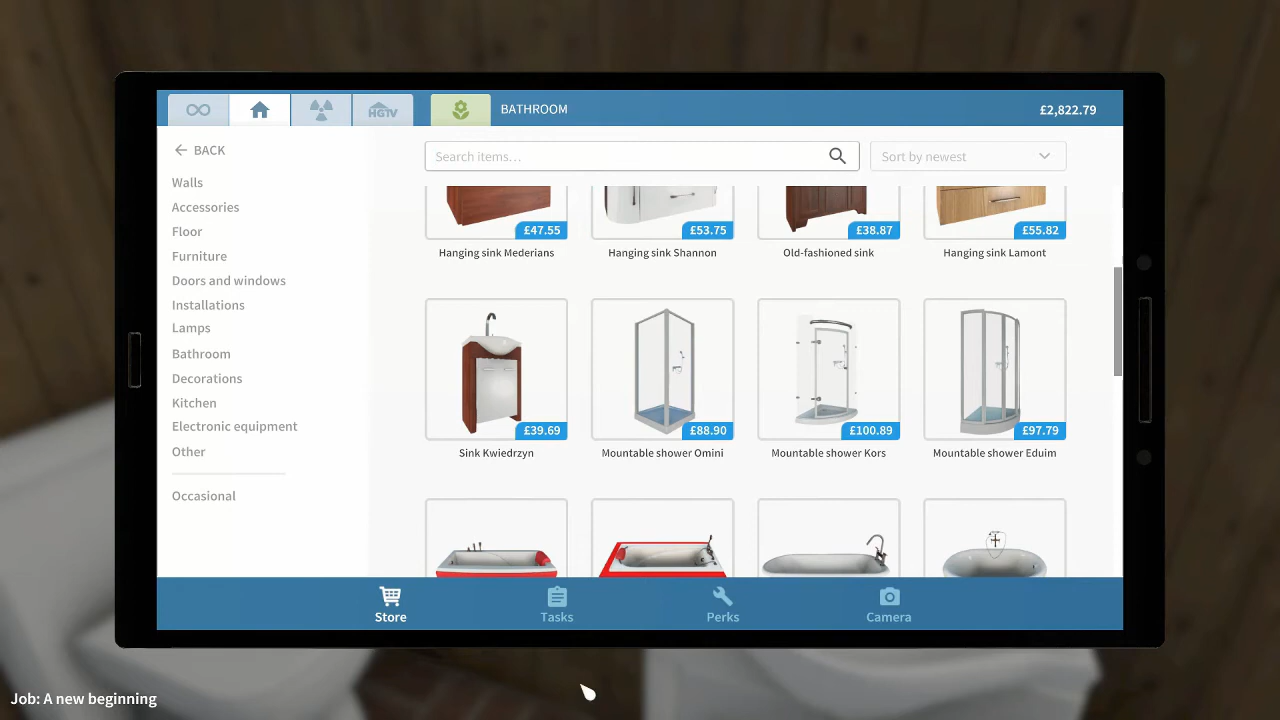 HGTV
BATHROOM
£2,822.79
BACK
Search items...
Sort by newest
Walls
Accessories
Floor
Furniture
Doors and windows
Installations
Lamps
Bathroom
Decorations
Kitchen
Electronic equipment
Other
Occasional
£47.55
£53.75
£38.87
£55.82
Hanging sink Mederians
Hanging sink Shannon
Old-fashioned sink
Hanging sink Lamont
£39.69
£88.90
£100.89
£97.79
Sink Kwiedrzyn
Mountable shower Omini
Mountable shower Kors
Mountable shower Eduim
Store
Tasks
Perks
Camera
Job: A new beginning